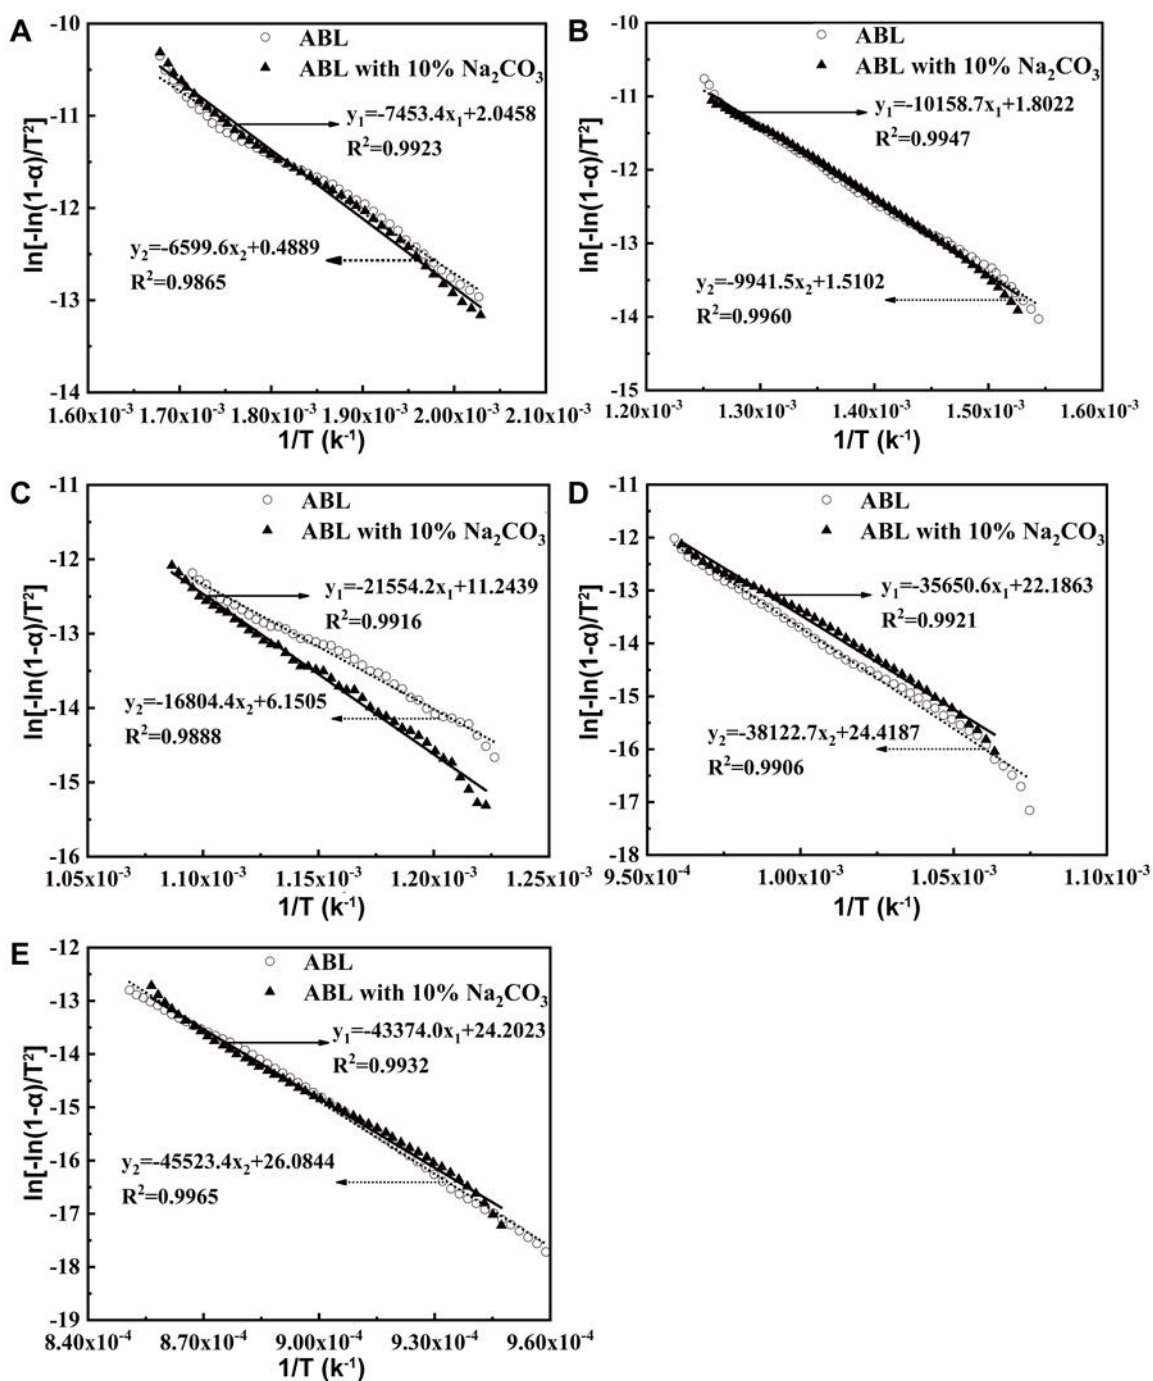 A
ABL
ABL with 10% Na₂CO₃
y₁=-7453.4x₁+2.0458
R²=0.9923
y₂=-6599.6x₂+0.4889
R²=0.9865
ln[-ln(1-α)/T²]
-10
-11
-12
-13
-14
1.60x10⁻³ 1.70x10⁻³ 1.80x10⁻³ 1.90x10⁻³ 2.00x10⁻³ 2.10x10⁻³
1/T (k⁻¹)
B
ABL
ABL with 10% Na₂CO₃
y₁=-10158.7x₁+1.8022
R²=0.9947
y₂=-9941.5x₂+1.5102
R²=0.9960
ln[-ln(1-α)/T²]
-10
-11
-12
-13
-14
-15
1.20x10⁻³ 1.30x10⁻³ 1.40x10⁻³ 1.50x10⁻³ 1.60x10⁻³
1/T (k⁻¹)
C
ABL
ABL with 10% Na₂CO₃
y₁=-21554.2x₁+11.2439
R²=0.9916
y₂=-16804.4x₂+6.1505
R²=0.9888
ln[-ln(1-α)/T²]
-11
-12
-13
-14
-15
-16
1.05x10⁻³ 1.10x10⁻³ 1.15x10⁻³ 1.20x10⁻³ 1.25x10⁻³
1/T (k⁻¹)
D
ABL
ABL with 10% Na₂CO₃
y₁=-35650.6x₁+22.1863
R²=0.9921
y₂=-38122.7x₂+24.4187
R²=0.9906
ln[-ln(1-α)/T²]
-11
-12
-13
-14
-15
-16
-17
-18
9.50x10⁻⁴ 1.00x10⁻³ 1.05x10⁻³ 1.10x10⁻³
1/T (k⁻¹)
E
ABL
ABL with 10% Na₂CO₃
y₁=-43374.0x₁+24.2023
R²=0.9932
y₂=-45523.4x₂+26.0844
R²=0.9965
ln[-ln(1-α)/T²]
-12
-13
-14
-15
-16
-17
-18
-19
8.40x10⁻⁴ 8.70x10⁻⁴ 9.00x10⁻⁴ 9.30x10⁻⁴ 9.60x10⁻⁴
1/T (k⁻¹)